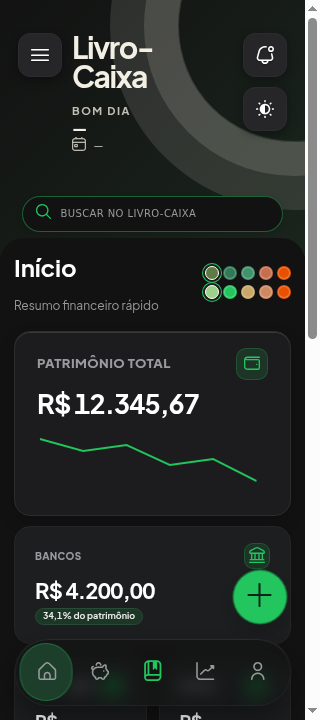 Livro-
Caixa
BOM DIA
—
—
BUSCAR NO LIVRO-CAIXA
Início
Resumo financeiro rápido
PATRIMÔNIO TOTAL
R$ 12.345,67
BANCOS
R$ 4.200,00
34,1% do patrimônio
R$
R$